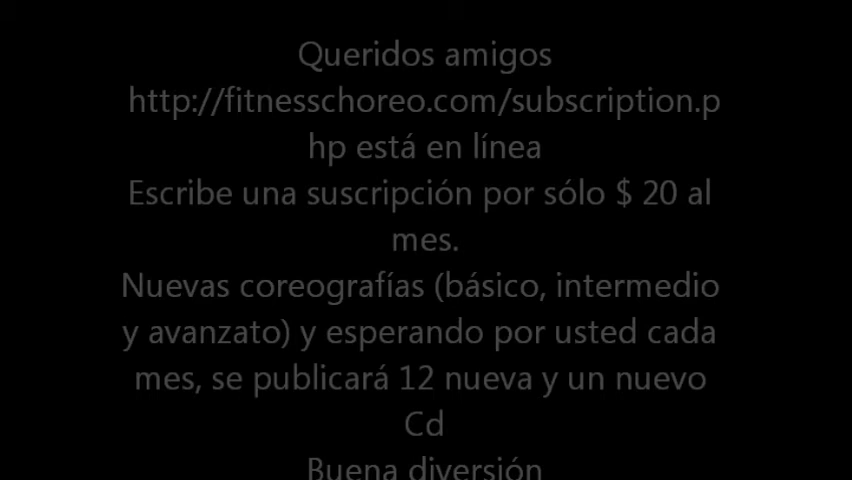 Queridos amigos
http://fitnesschoreo.com/subscription.p
hp está en línea
Escribe una suscripción por sólo $ 20 al
mes.
Nuevas coreografías (básico, intermedio
y avanzato) y esperando por usted cada
mes, se publicará 12 nueva y un nuevo
Cd
Buena diversión